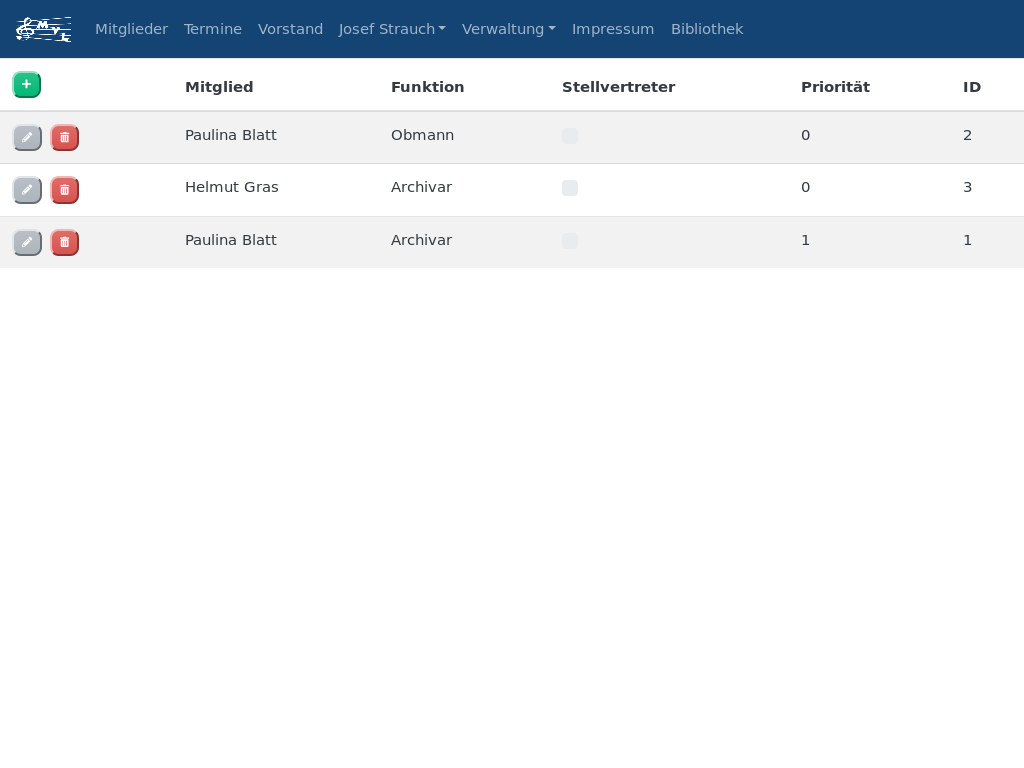 MVL Mitglieder Termine Vorstand Josef Strauch Verwaltung Impressum Bibliothek
+ Mitglied Funktion Stellvertreter Priorität ID
Paulina Blatt Obmann 0 2
Helmut Gras Archivar 0 3
Paulina Blatt Archivar 1 1